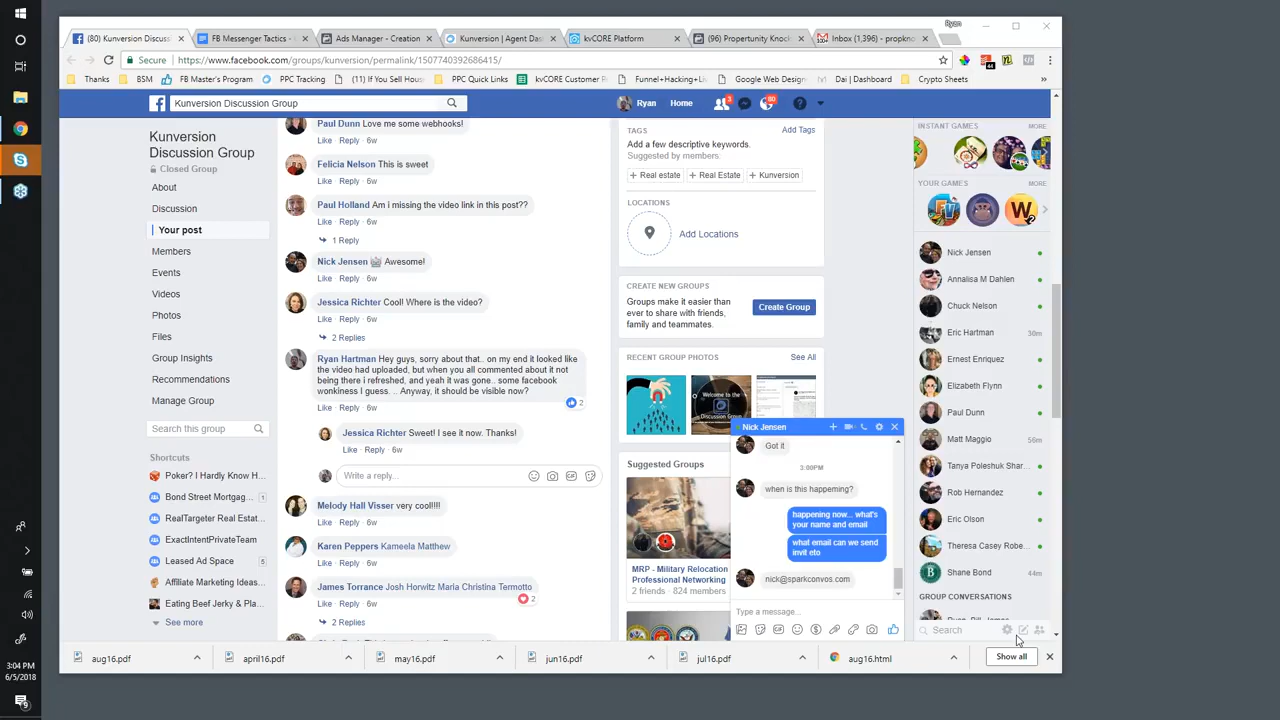 Ryan
(80) Kunversion Discuss
FB Messenger Tactics - C
Ads Manager - Creation
Kunversion | Agent Das
kvCORE Platform
(96) Propertunity Knock
Inbox (1,396) - propkno
Secure | https://www.facebook.com/groups/kunversion/permalink/1507740392686415/
Thanks
BSM
FB Master's Program
PPC Tracking
(11) If You Sell Hous
PPC Quick Links
kvCORE Customer R
Funnel+Hacking+Li
Google Web Design
Dai | Dashboard
Crypto Sheets
Kunversion Discussion Group
Ryan
Home
3
80
Kunversion
Discussion Group
Closed Group
About
Discussion
Your post
Members
Events
Videos
Photos
Files
Group Insights
Recommendations
Manage Group
Search this group
Shortcuts
Poker? I Hardly Know H...
Bond Street Mortgag... 1
RealTargeter Real Estat...
ExactIntentPrivateTeam
Leased Ads Space 5
Affiliate Marketing Ideas...
Eating Beef Jerky & Pla...
See more
Paul Dunn Love me some webhooks!
Like · Reply · 6w
Felicia Nelson This is sweet
Like · Reply · 6w
Paul Holland Am i missing the video link in this post??
Like · Reply · 6w
1 Reply
Nick Jensen Awesome!
Like · Reply · 6w
Jessica Richter Cool! Where is the video?
Like · Reply · 6w
2 Replies
Ryan Hartman Hey guys, sorry about that.. on my end it looked like
the video had uploaded, but when you all commented about it not
being there i refreshed, and yeah it was gone.. some facebook
wonkiness I guess. .. Anyway, it should be visible now?
Like · Reply · 6w
2
Jessica Richter Sweet! I see it now. Thanks!
Like · Reply · 6w
Write a reply...
Melody Hall Visser very cool!!!!
Like · Reply · 6w
Karen Peppers Kameela Matthew
Like · Reply · 6w
James Torrance Josh Horwitz Maria Christina Termotto
2
Like · Reply · 6w
2 Replies
TAGS
Add Tags
Add a few descriptive keywords.
Suggested by members
+ Real estate
+ Real Estate
+ Kunversion
LOCATIONS
Add Locations
CREATE NEW GROUPS
Groups make it easier than
ever to share with friends,
family and teammates.
Create Group
RECENT GROUP PHOTOS
See All
Suggested Groups
MRP - Military Relocation
Professional Networking
2 friends · 824 members
Nick Jensen
Got it
3:00PM
when is this happeming?
happening now... what's
your name and email
what email can we send
invit eto
nick@sparkconvos.com
Type a message...
INSTANT GAMES
MORE
YOUR GAMES
MORE
Nick Jensen
Annalisa M Dahlen
Chuck Nelson
Eric Hartman 30m
Ernest Enriquez
Elizabeth Flynn
Paul Dunn
Matt Maggio 56m
Tanya Poleshuk Shar...
Rob Hernandez
Eric Olson
Theresa Casey Robe...
Shane Bond 44m
GROUP CONVERSATIONS
Search
aug16.pdf
april16.pdf
may16.pdf
jun16.pdf
jul16.pdf
aug16.html
Show all
3:04 PM
6/5/2018